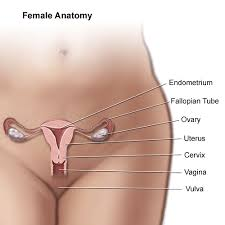 Female Anatomy
Endometrium
Fallopian Tube
Ovary
Uterus
Cervix
Vagina
Vulva